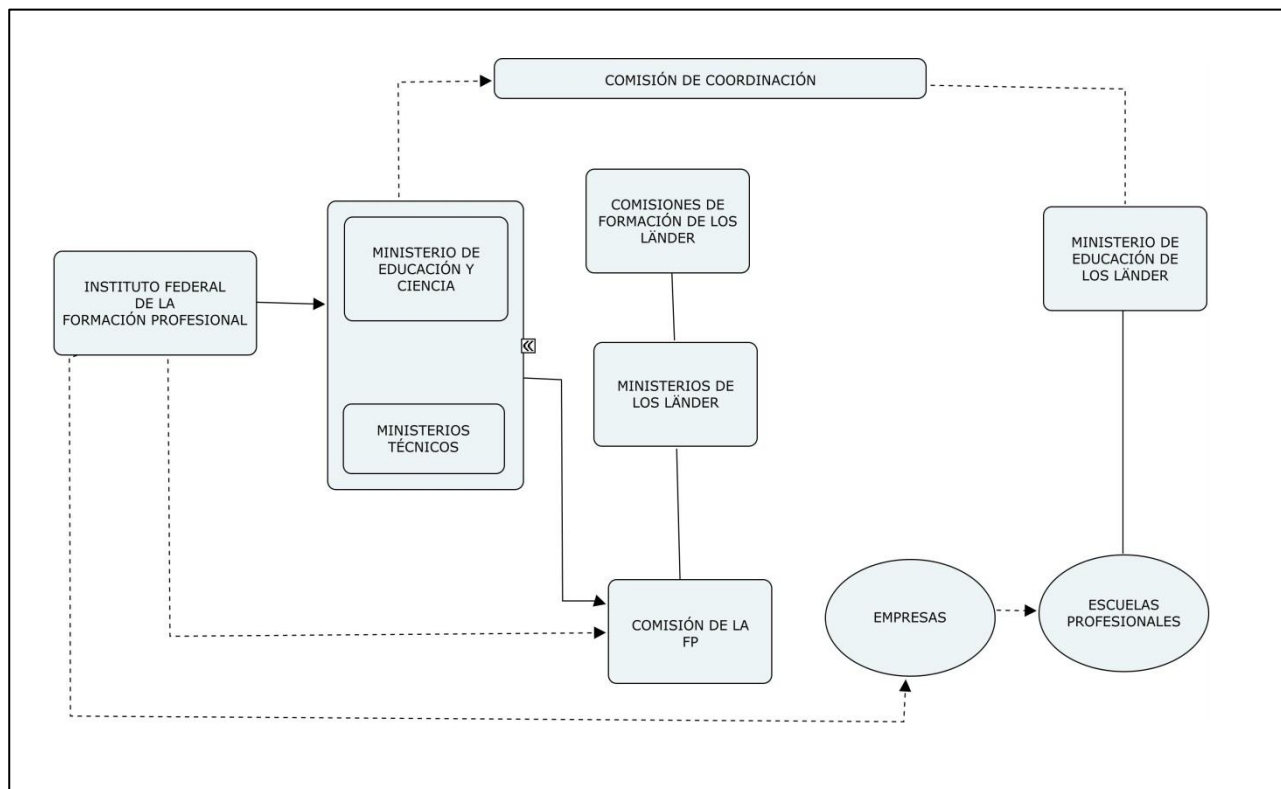 COMISIÓN DE COORDINACIÓN
COMISIONES DE
FORMACIÓN DE LOS
LÄNDER
MINISTERIO DE
EDUCACIÓN Y
CIENCIA
MINISTERIO DE
EDUCACIÓN DE
LOS LÄNDER
INSTITUTO FEDERAL
DE LA
FORMACIÓN PROFESIONAL
MINISTERIOS DE
LOS LÄNDER
MINISTERIOS
TÉCNICOS
COMISIÓN DE LA
FP
EMPRESAS
ESCUELAS
PROFESIONALES